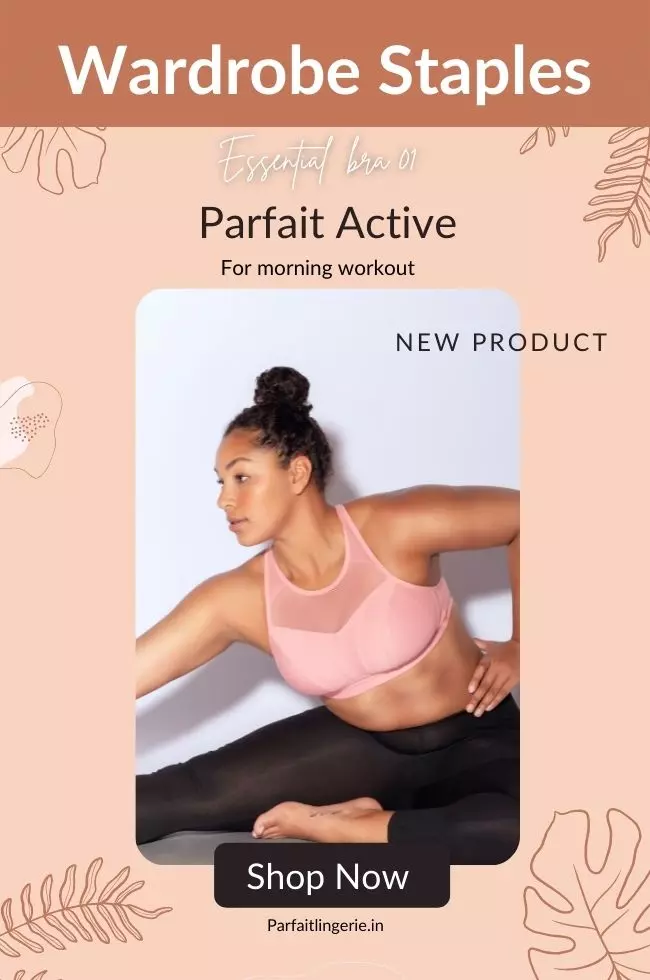 Wardrobe Staples
Essential bra 01
Parfait Active
For morning workout
NEW PRODUCT
Shop Now
Parfaitlingerie.in